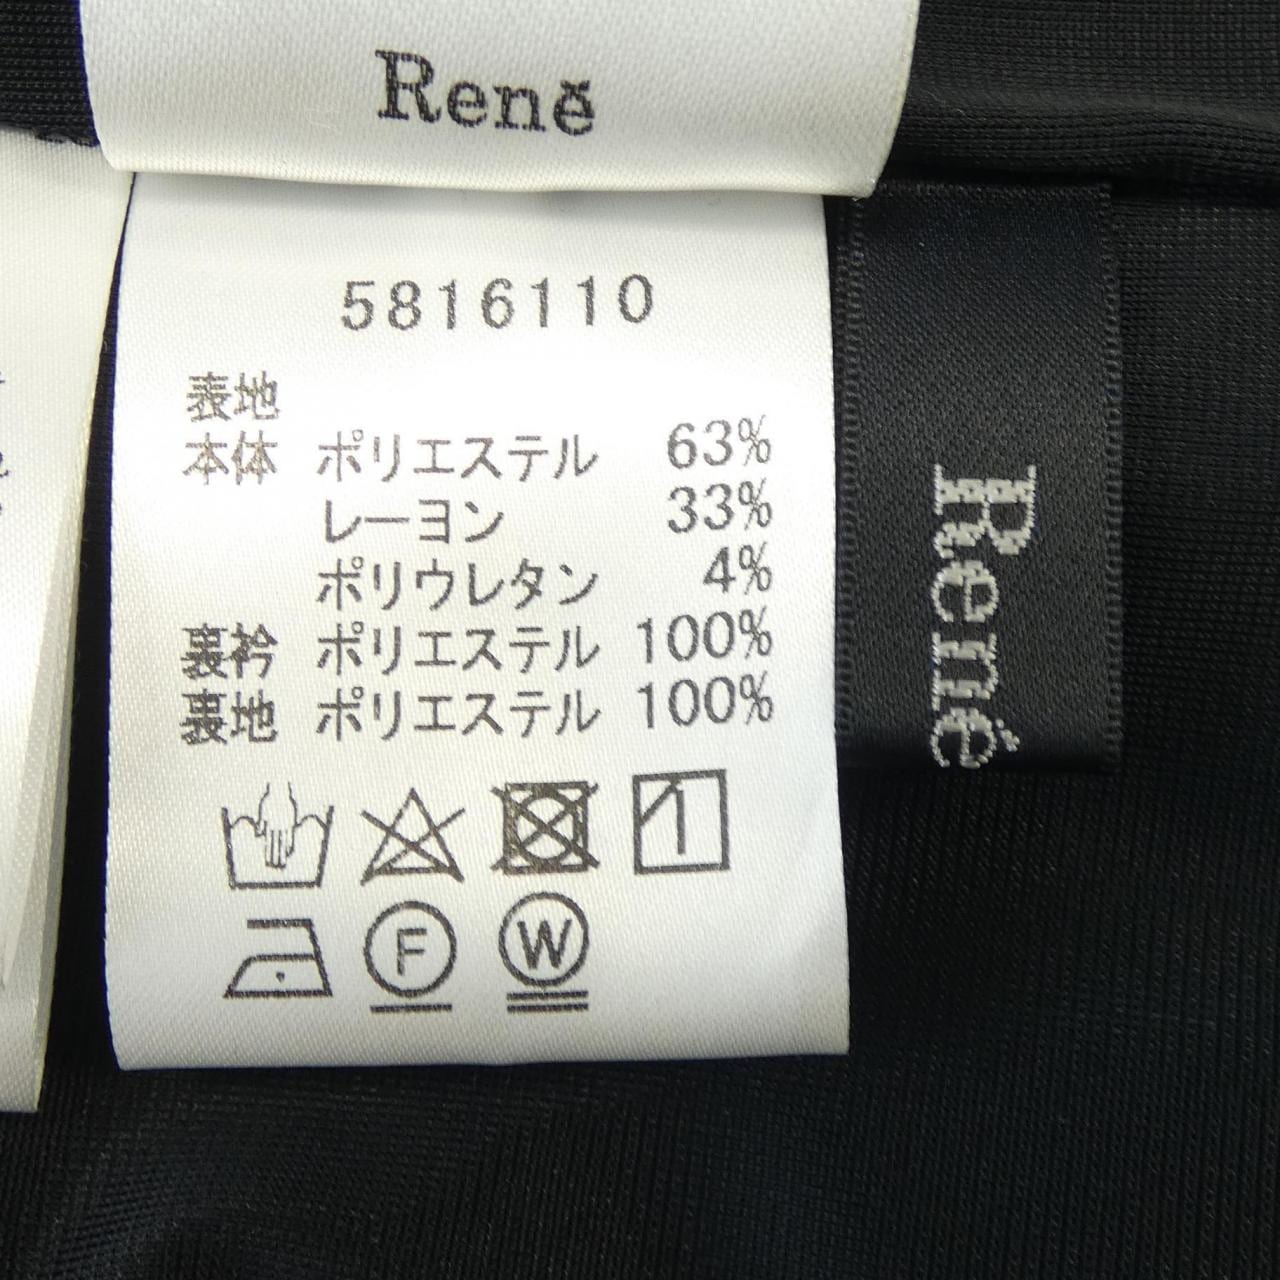 René
5816110
表地
本体 ポリエステル 63%
レーヨン 33%
ポリウレタン 4%
裏衿 ポリエステル 100%
裏地 ポリエステル 100%
F W
René